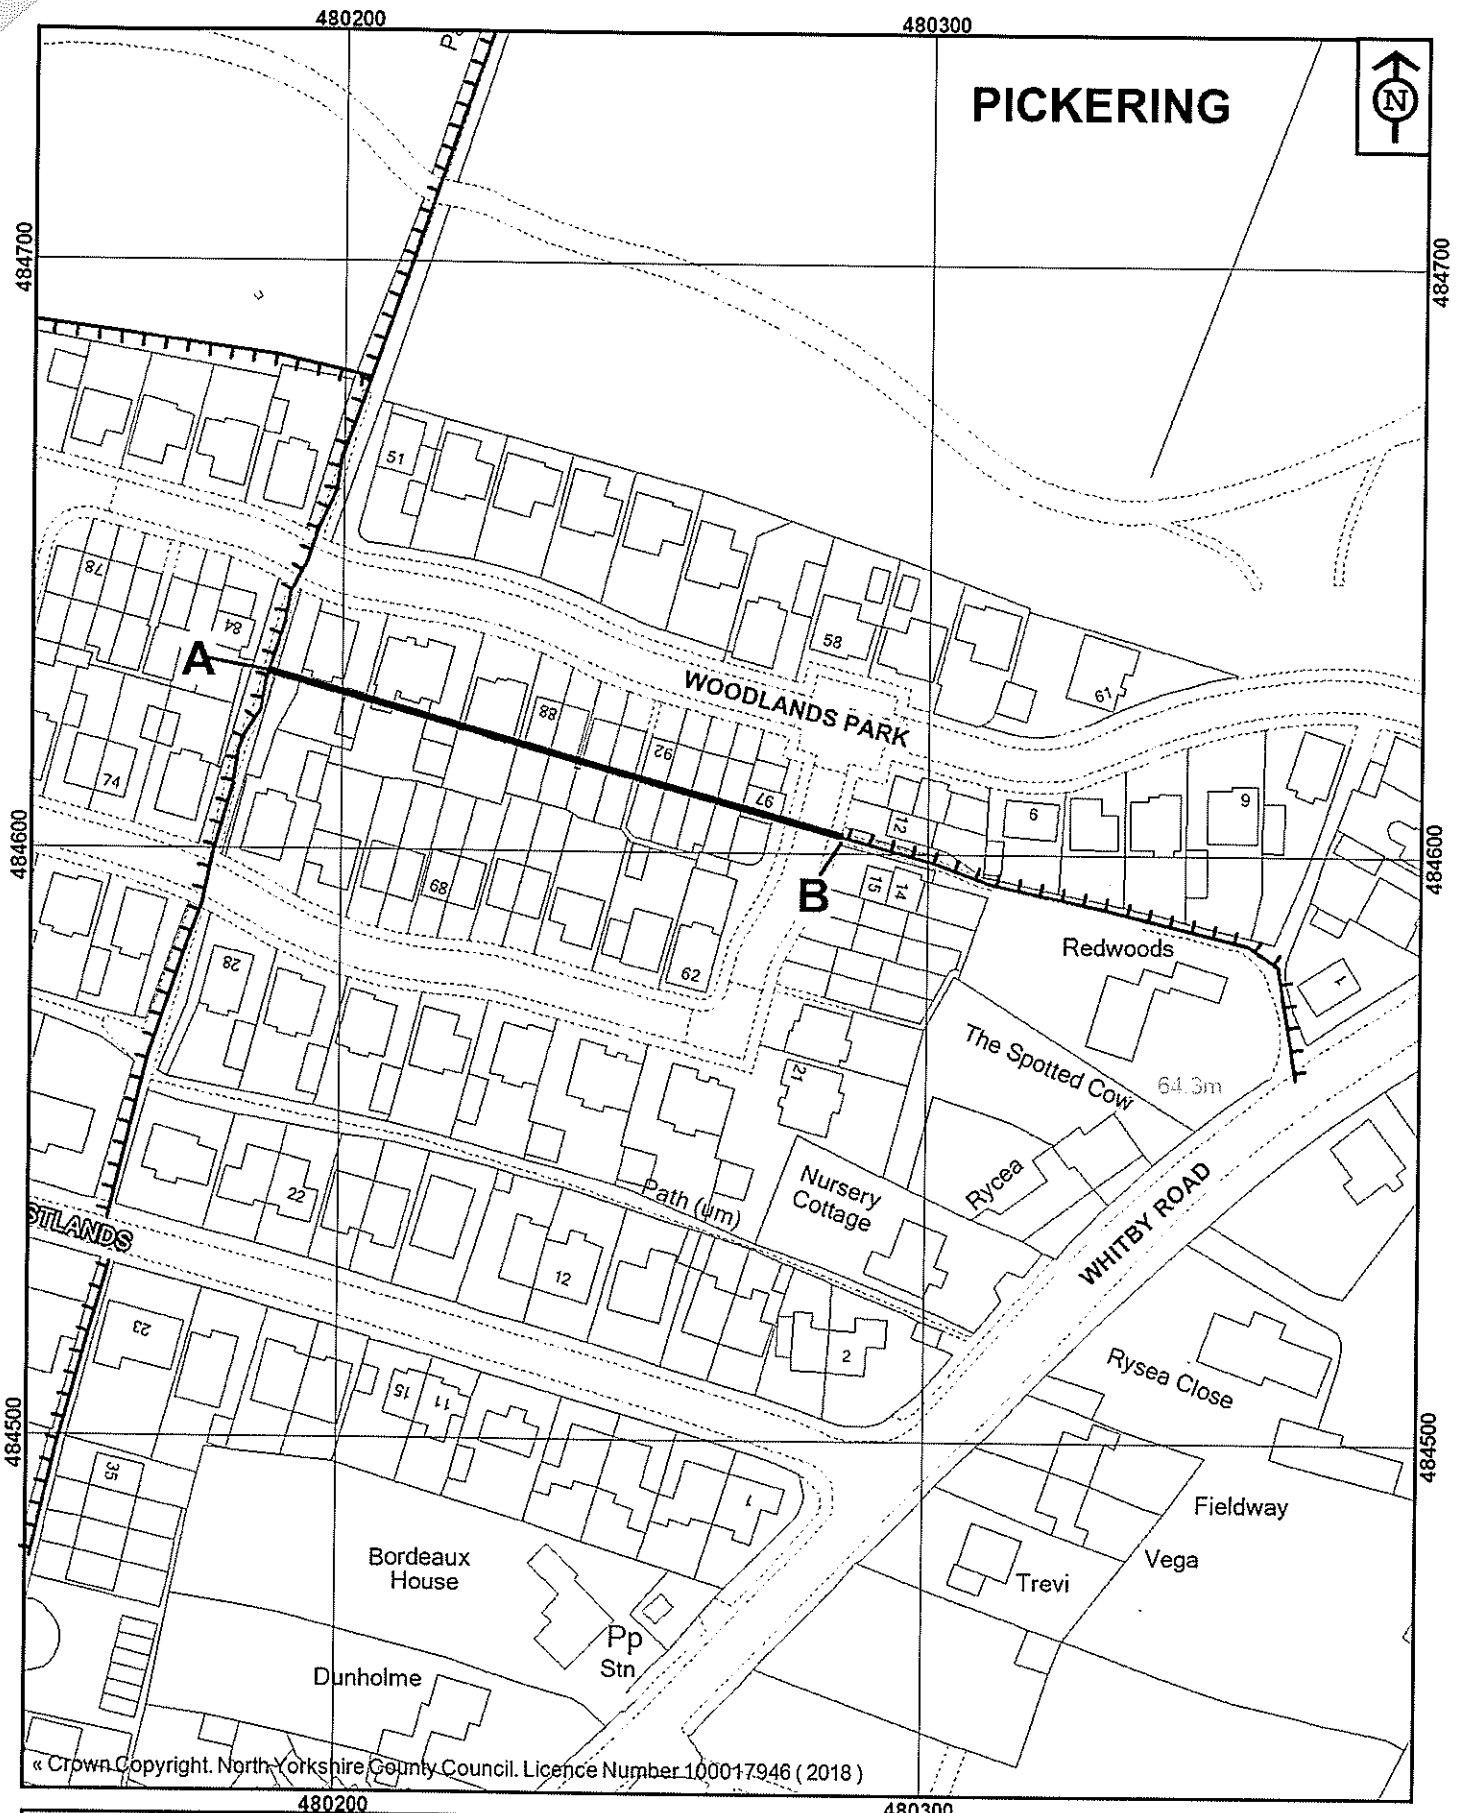 480200
480300
PICKERING
N
484700
484700
51
78
84
58
61
A
WOODLANDS PARK
88
92
97
74
12
6
9
484600
484600
B
15
14
68
Redwoods
28
62
1
The Spotted Cow
64.3m
21
Nursery
Cottage
Rycea
Path (um)
22
STLANDS
WHITBY ROAD
12
23
2
Rysea Close
15
11
484500
484500
35
1
Fieldway
Bordeaux
House
Vega
Trevi
Pp
Stn
Dunholme
« Crown Copyright. North Yorkshire County Council. Licence Number 100017946 ( 2018 )
480200
480300